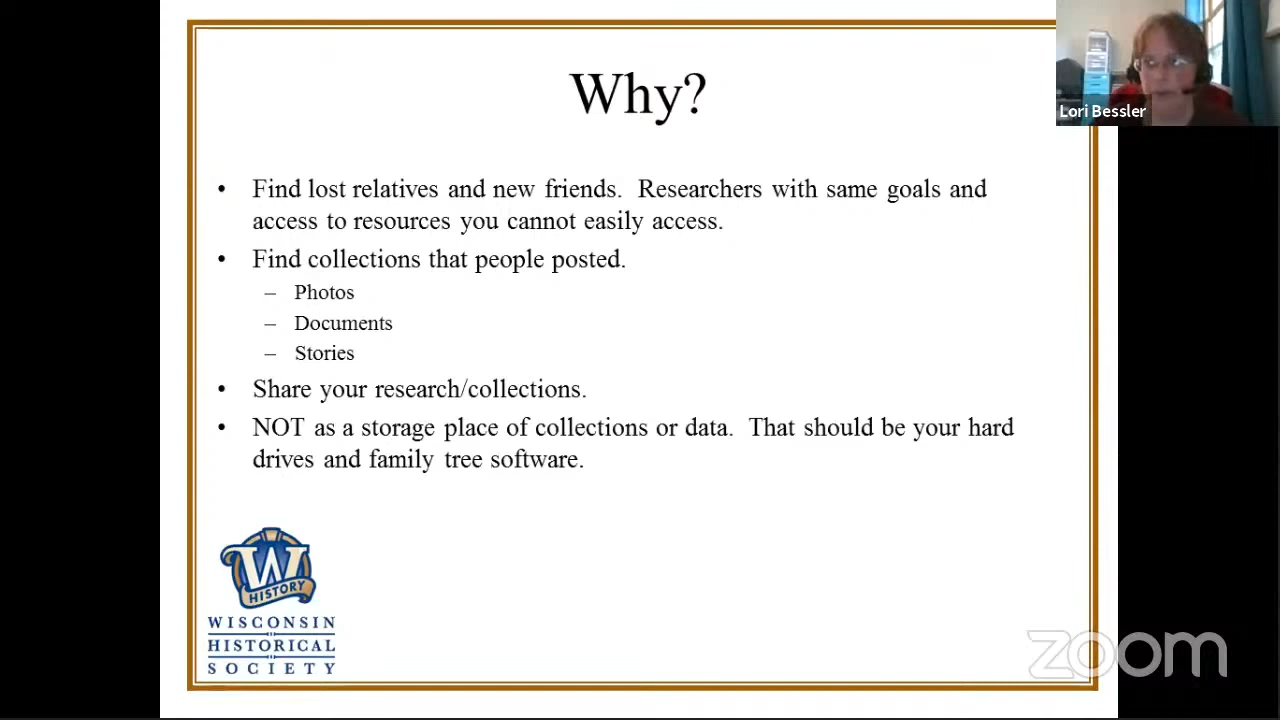 Why?
Lori Bessler
• Find lost relatives and new friends. Researchers with same goals and
access to resources you cannot easily access.
• Find collections that people posted.
– Photos
– Documents
– Stories
• Share your research/collections.
• NOT as a storage place of collections or data. That should be your hard
drives and family tree software.
W
HISTORY
WISCONSIN
HISTORICAL
SOCIETY
zoom